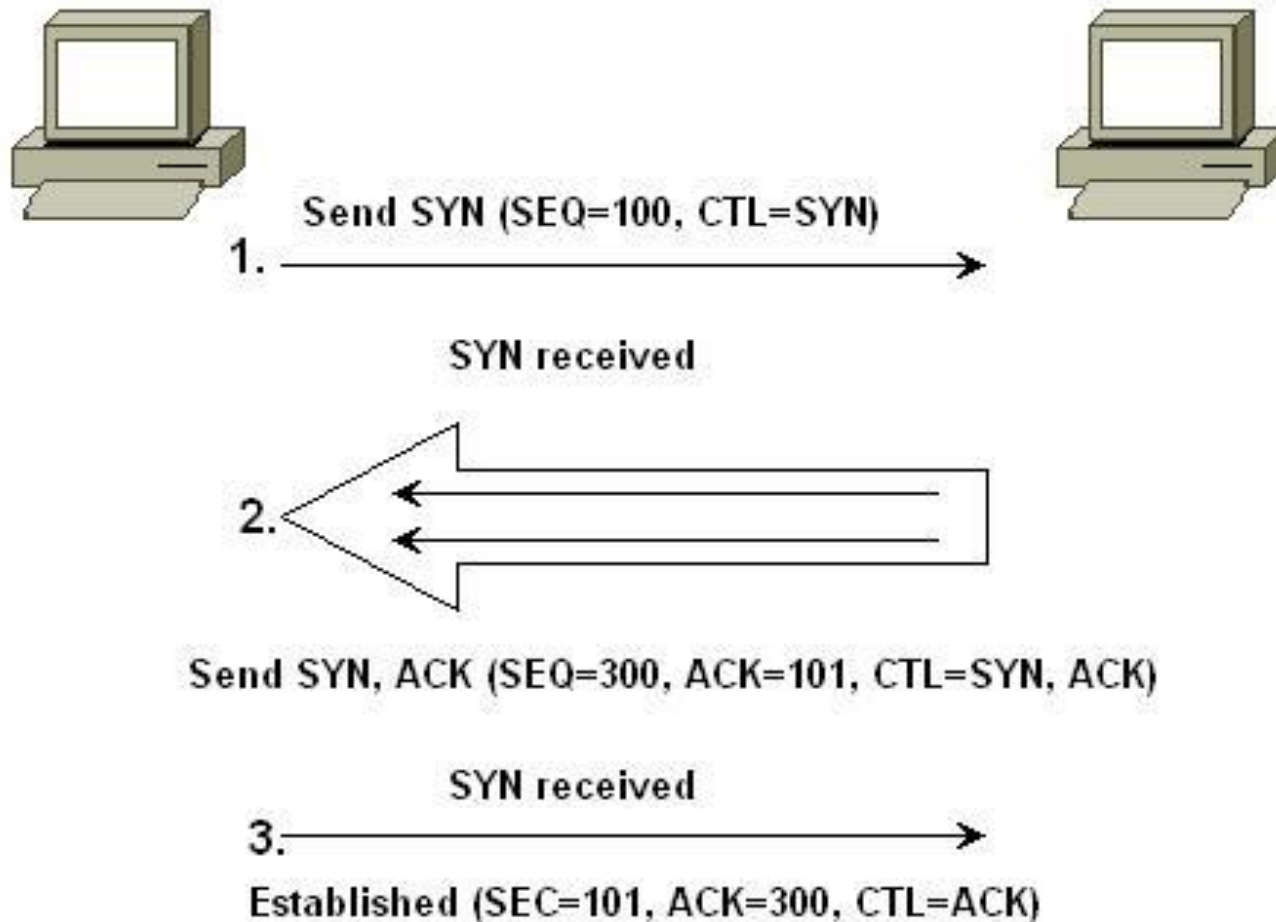 Send SYN (SEQ=100, CTL=SYN)
1.
SYN received
2.
Send SYN, ACK (SEQ=300, ACK=101, CTL=SYN, ACK)
SYN received
3.
Established (SEC=101, ACK=300, CTL=ACK)